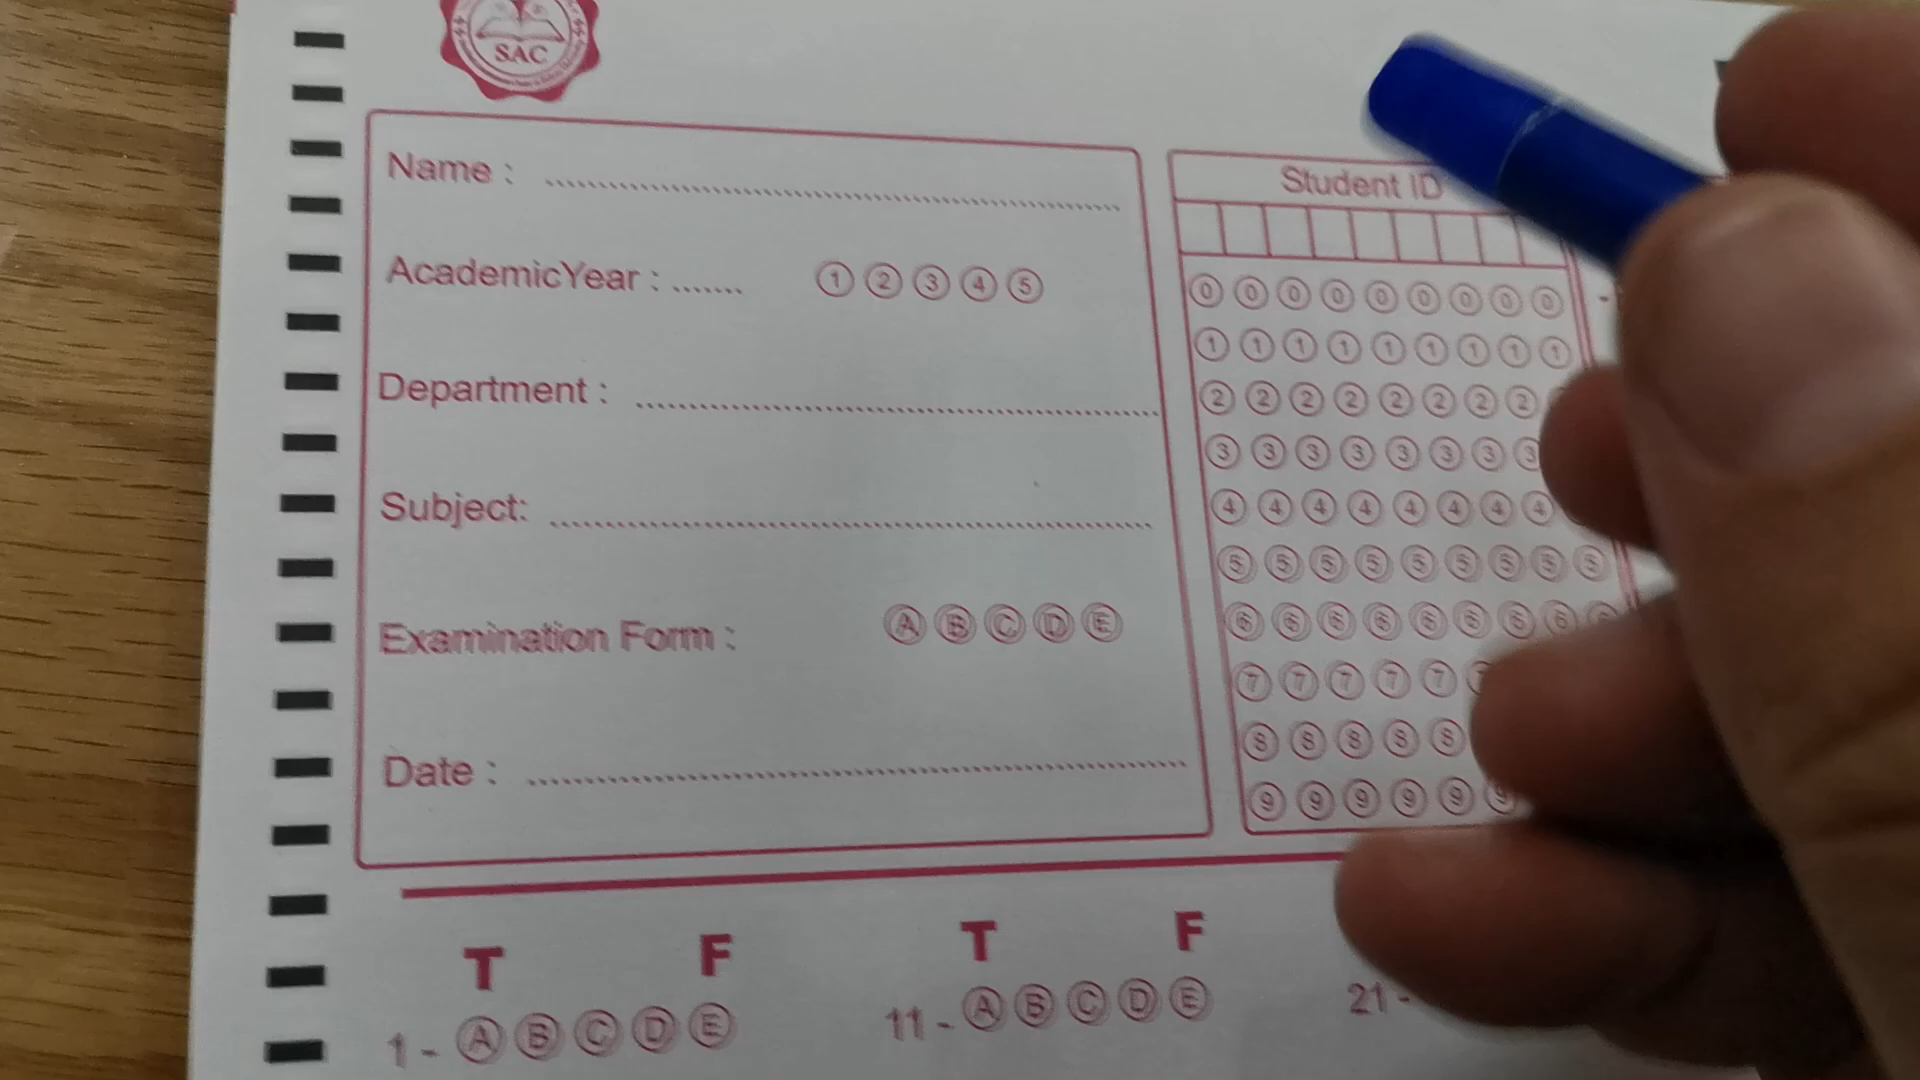 SAC
Name : ........................................
AcademicYear : ....... 1 2 3 4 5
Department : ........................................
Subject: ........................................
Examination Form : A B C D E
Date : ........................................
Student ID
0 0 0 0 0 0 0 0 0
1 1 1 1 1 1 1 1 1
2 2 2 2 2 2 2 2
3 3 3 3 3 3 3 3
4 4 4 4 4 4 4 4
5 5 5 5 5 5 5 5 5
6 6 6 6 6 6 6 6 6
7 7 7 7 7 7
8 8 8 8 8
9 9 9 9 9 9
T F T F
1 - A B C D E 11 - A B C D E 21 -